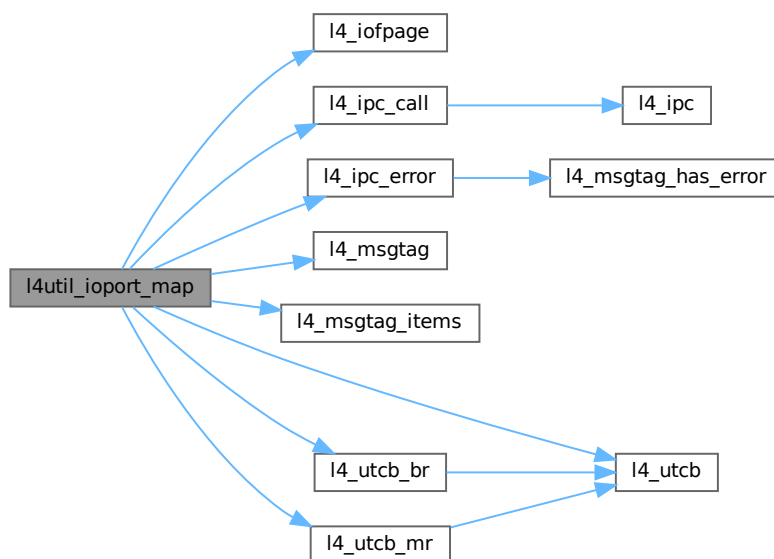 l4_iofpage
l4_ipc_call
l4_ipc
l4_ipc_error
l4_msgtag_has_error
l4_msgtag
l4util_ioport_map
l4_msgtag_items
l4_utcb_br
l4_utcb
l4_utcb_mr